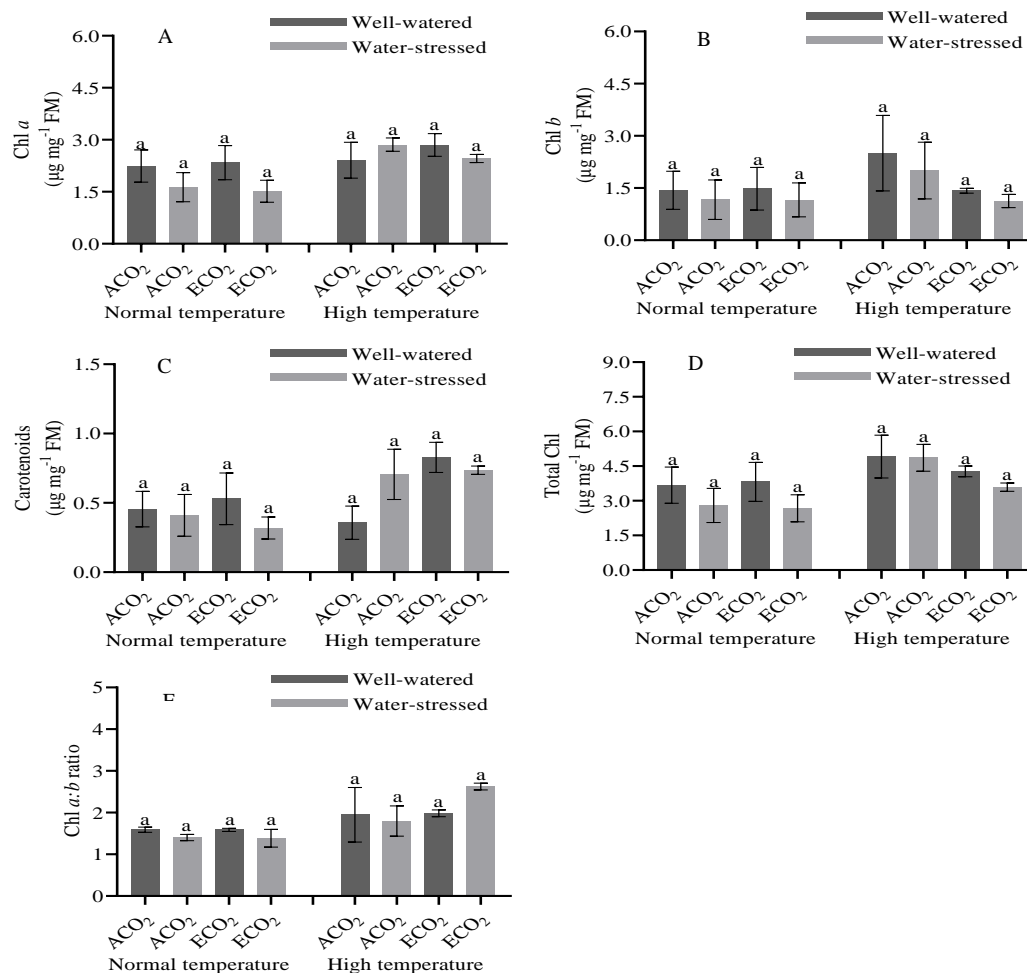 A
Well-watered
Water-stressed
6.0
4.5
3.0
1.5
0.0
Chl a
(µg mg-1 FM)
a a a a a a a a
ACO2 ACO2 ECO2 ECO2 ACO2 ACO2 ECO2 ECO2
Normal temperature High temperature
B
Well-watered
Water-stressed
6.0
4.5
3.0
1.5
0.0
Chl b
(µg mg-1 FM)
a a a a a a a a
ACO2 ACO2 ECO2 ECO2 ACO2 ACO2 ECO2 ECO2
Normal temperature High temperature
C
Well-watered
Water-stressed
1.5
1.0
0.5
0.0
Carotenoids
(µg mg-1 FM)
a a a a a a a a
ACO2 ACO2 ECO2 ECO2 ACO2 ACO2 ECO2 ECO2
Normal temperature High temperature
D
Well-watered
Water-stressed
9.0
7.5
6.0
4.5
3.0
1.5
0.0
Total Chl
(µg mg-1 FM)
a a a a a a a a
ACO2 ACO2 ECO2 ECO2 ACO2 ACO2 ECO2 ECO2
Normal temperature High temperature
Well-watered
Water-stressed
5
4
3
2
1
0
Chl a:b ratio
a a a a a a a a
ACO2 ACO2 ECO2 ECO2 ACO2 ACO2 ECO2 ECO2
Normal temperature High temperature